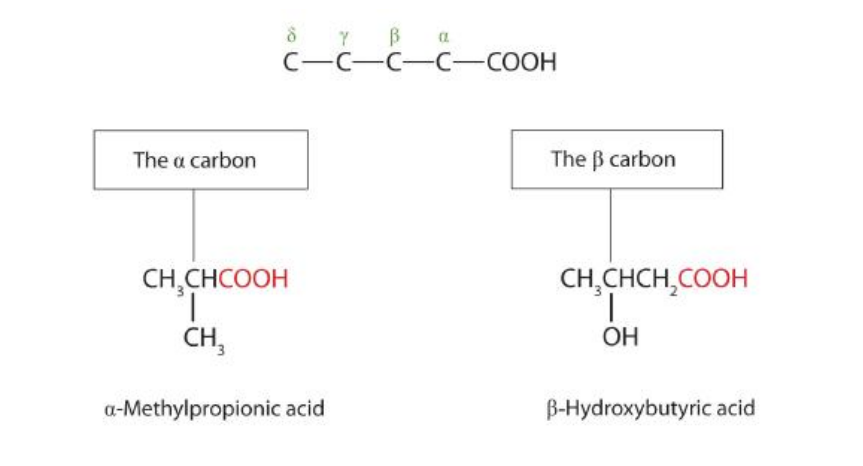 δ γ β α
C—C—C—C—COOH
The α carbon
The β carbon
CH₃CHCOOH
CH₃
α-Methylpropionic acid
CH₃CHCH₂COOH
OH
β-Hydroxybutyric acid